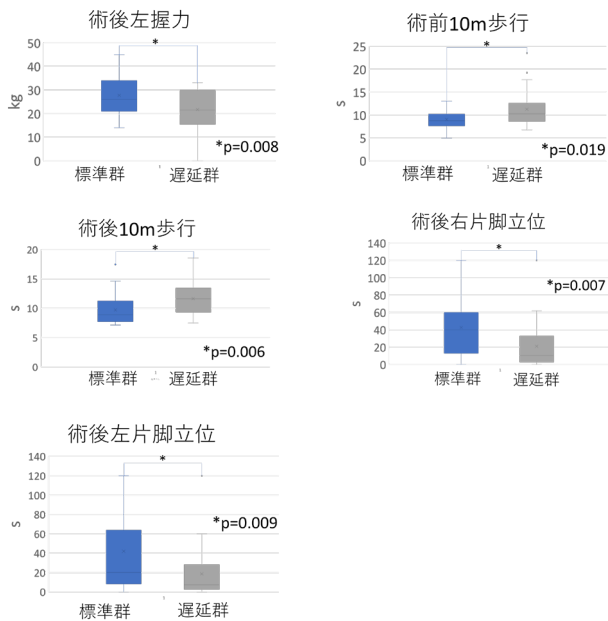 術後左握力
50
40
30
20
10
0
kg
*
*p=0.008
標準群
遅延群
術前10m歩行
25
20
15
10
5
0
s
*
*p=0.019
標準群
遅延群
術後10m歩行
20
15
10
5
0
s
*
*p=0.006
標準群
遅延群
術後右片脚立位
140
120
100
80
60
40
20
0
s
*
*p=0.007
標準群
遅延群
術後左片脚立位
140
120
100
80
60
40
20
0
s
*
*p=0.009
標準群
遅延群